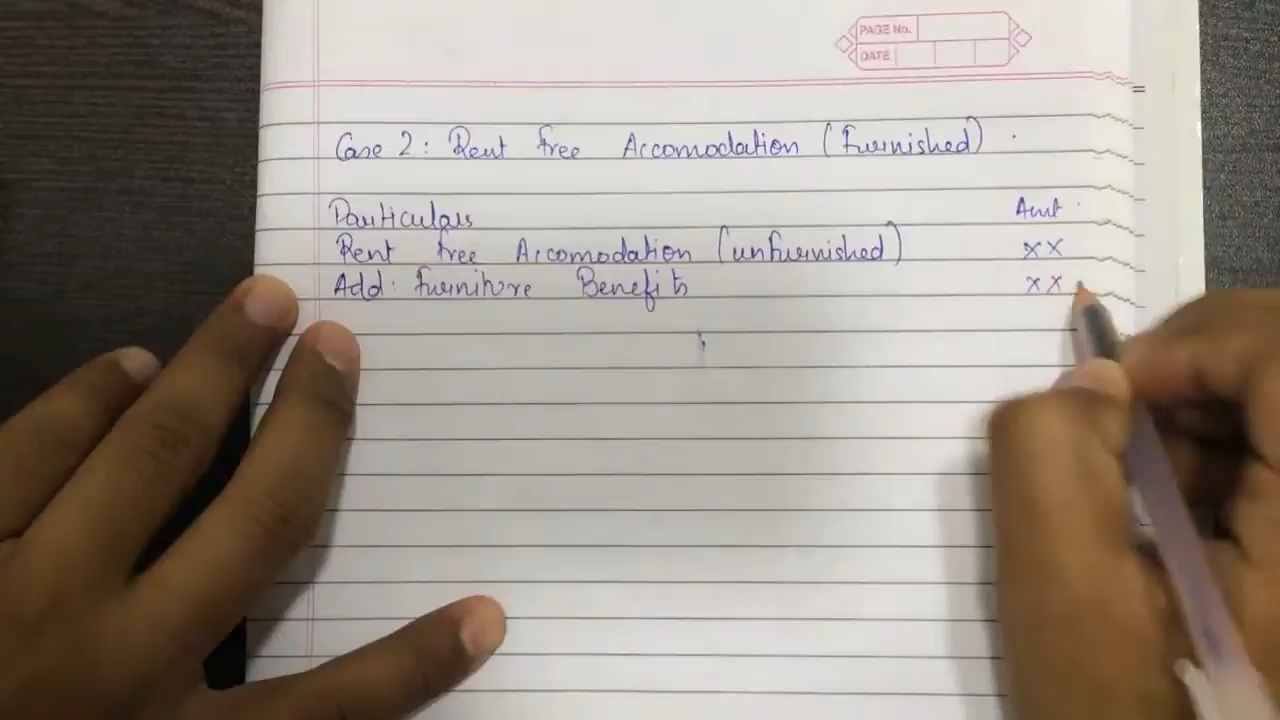 PAGE No.
DATE
Case 2: Rent free Accomodation (Furnished)
Particulars Amt
Rent free Accomodation (unfurnished) xx
Add: Furniture Benefits xx